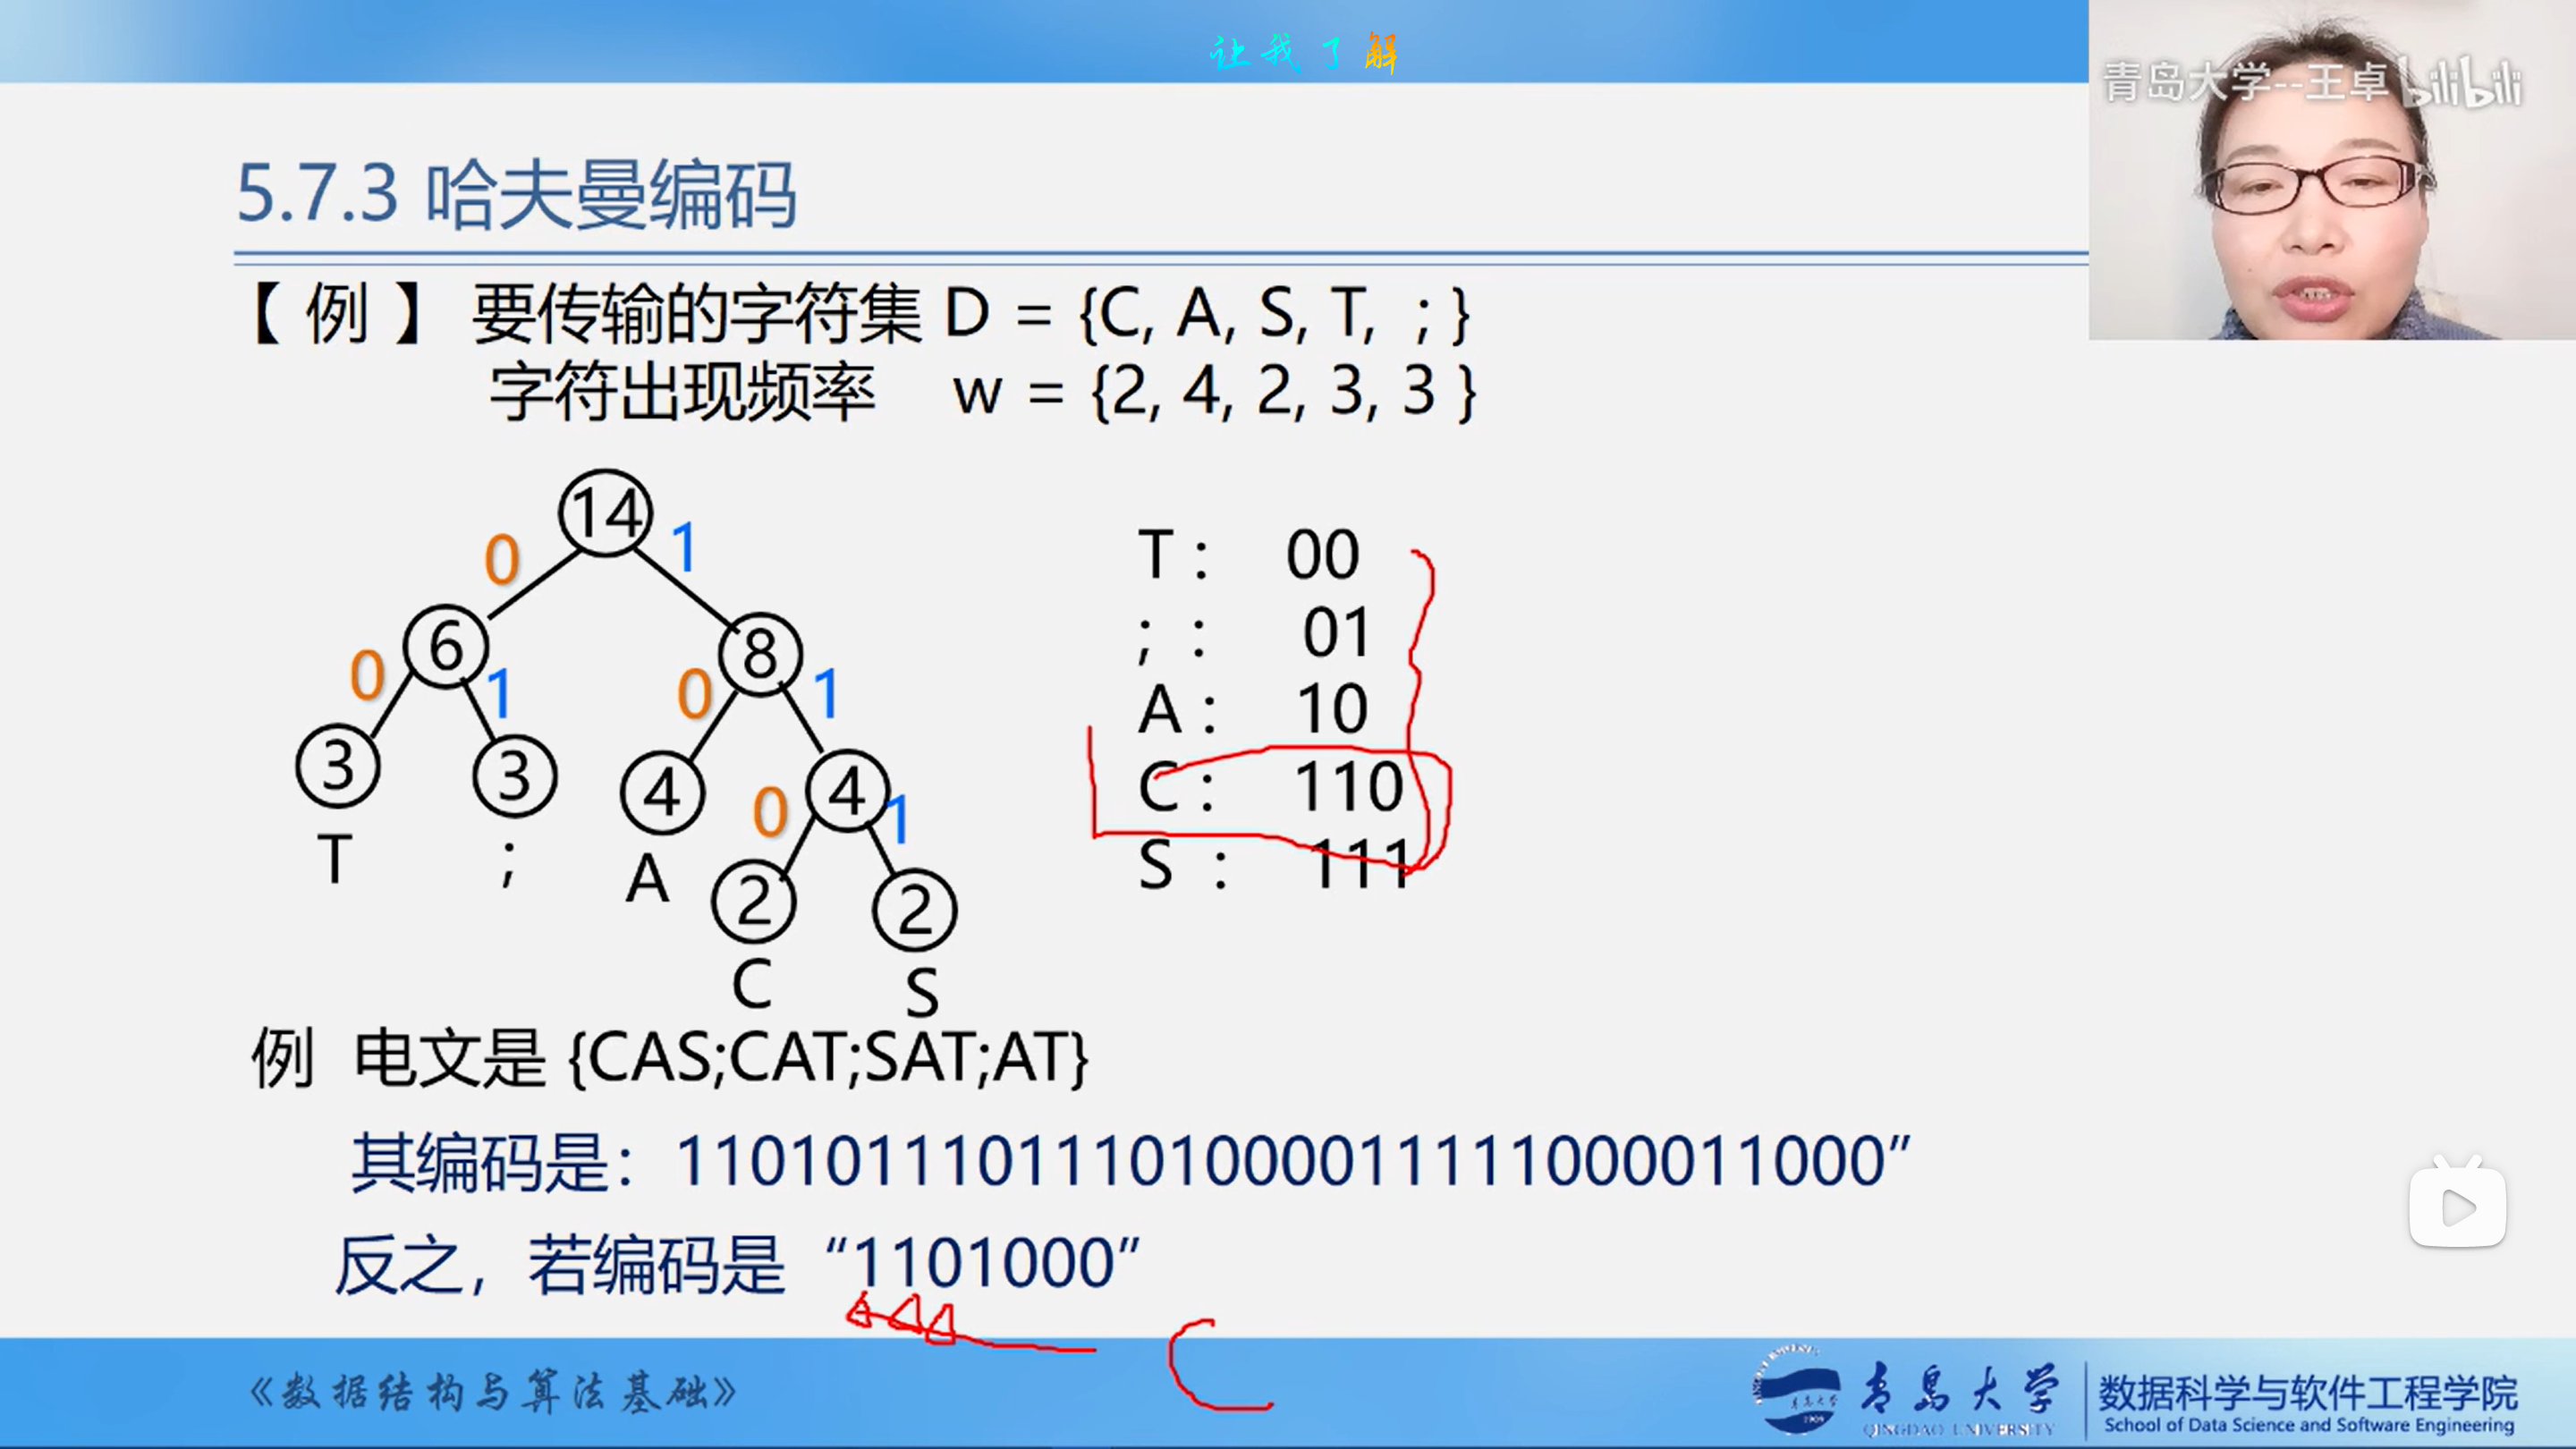 让我了解
青岛大学--王卓 bilibili
5.7.3 哈夫曼编码
【 例 】 要传输的字符集 D = {C, A, S, T, ; }
字符出现频率 w = {2, 4, 2, 3, 3 }
14
0 1
6 8
0 1 0 1
3 3 4 4
0 1
T ; A 2 2
C S
T : 00
; : 01
A : 10
C : 110
S : 111
例 电文是 {CAS;CAT;SAT;AT}
其编码是：11010111011101000011111000011000”
反之，若编码是 “1101000”
C
《数据结构与算法基础》
青岛大学
QINGDAO UNIVERSITY
数据科学与软件工程学院
School of Data Science and Software Engineering